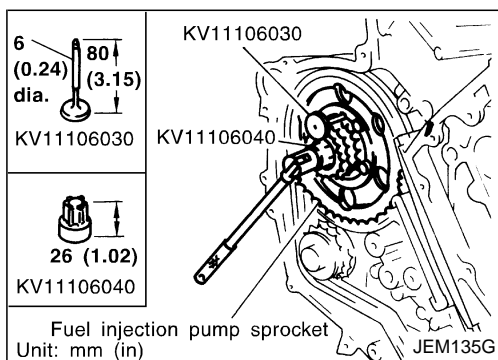 6
(0.24)
dia.
80
(3.15)
KV11106030
26 (1.02)
KV11106040
KV11106030
KV11106040
Fuel injection pump sprocket
Unit: mm (in)
JEM135G